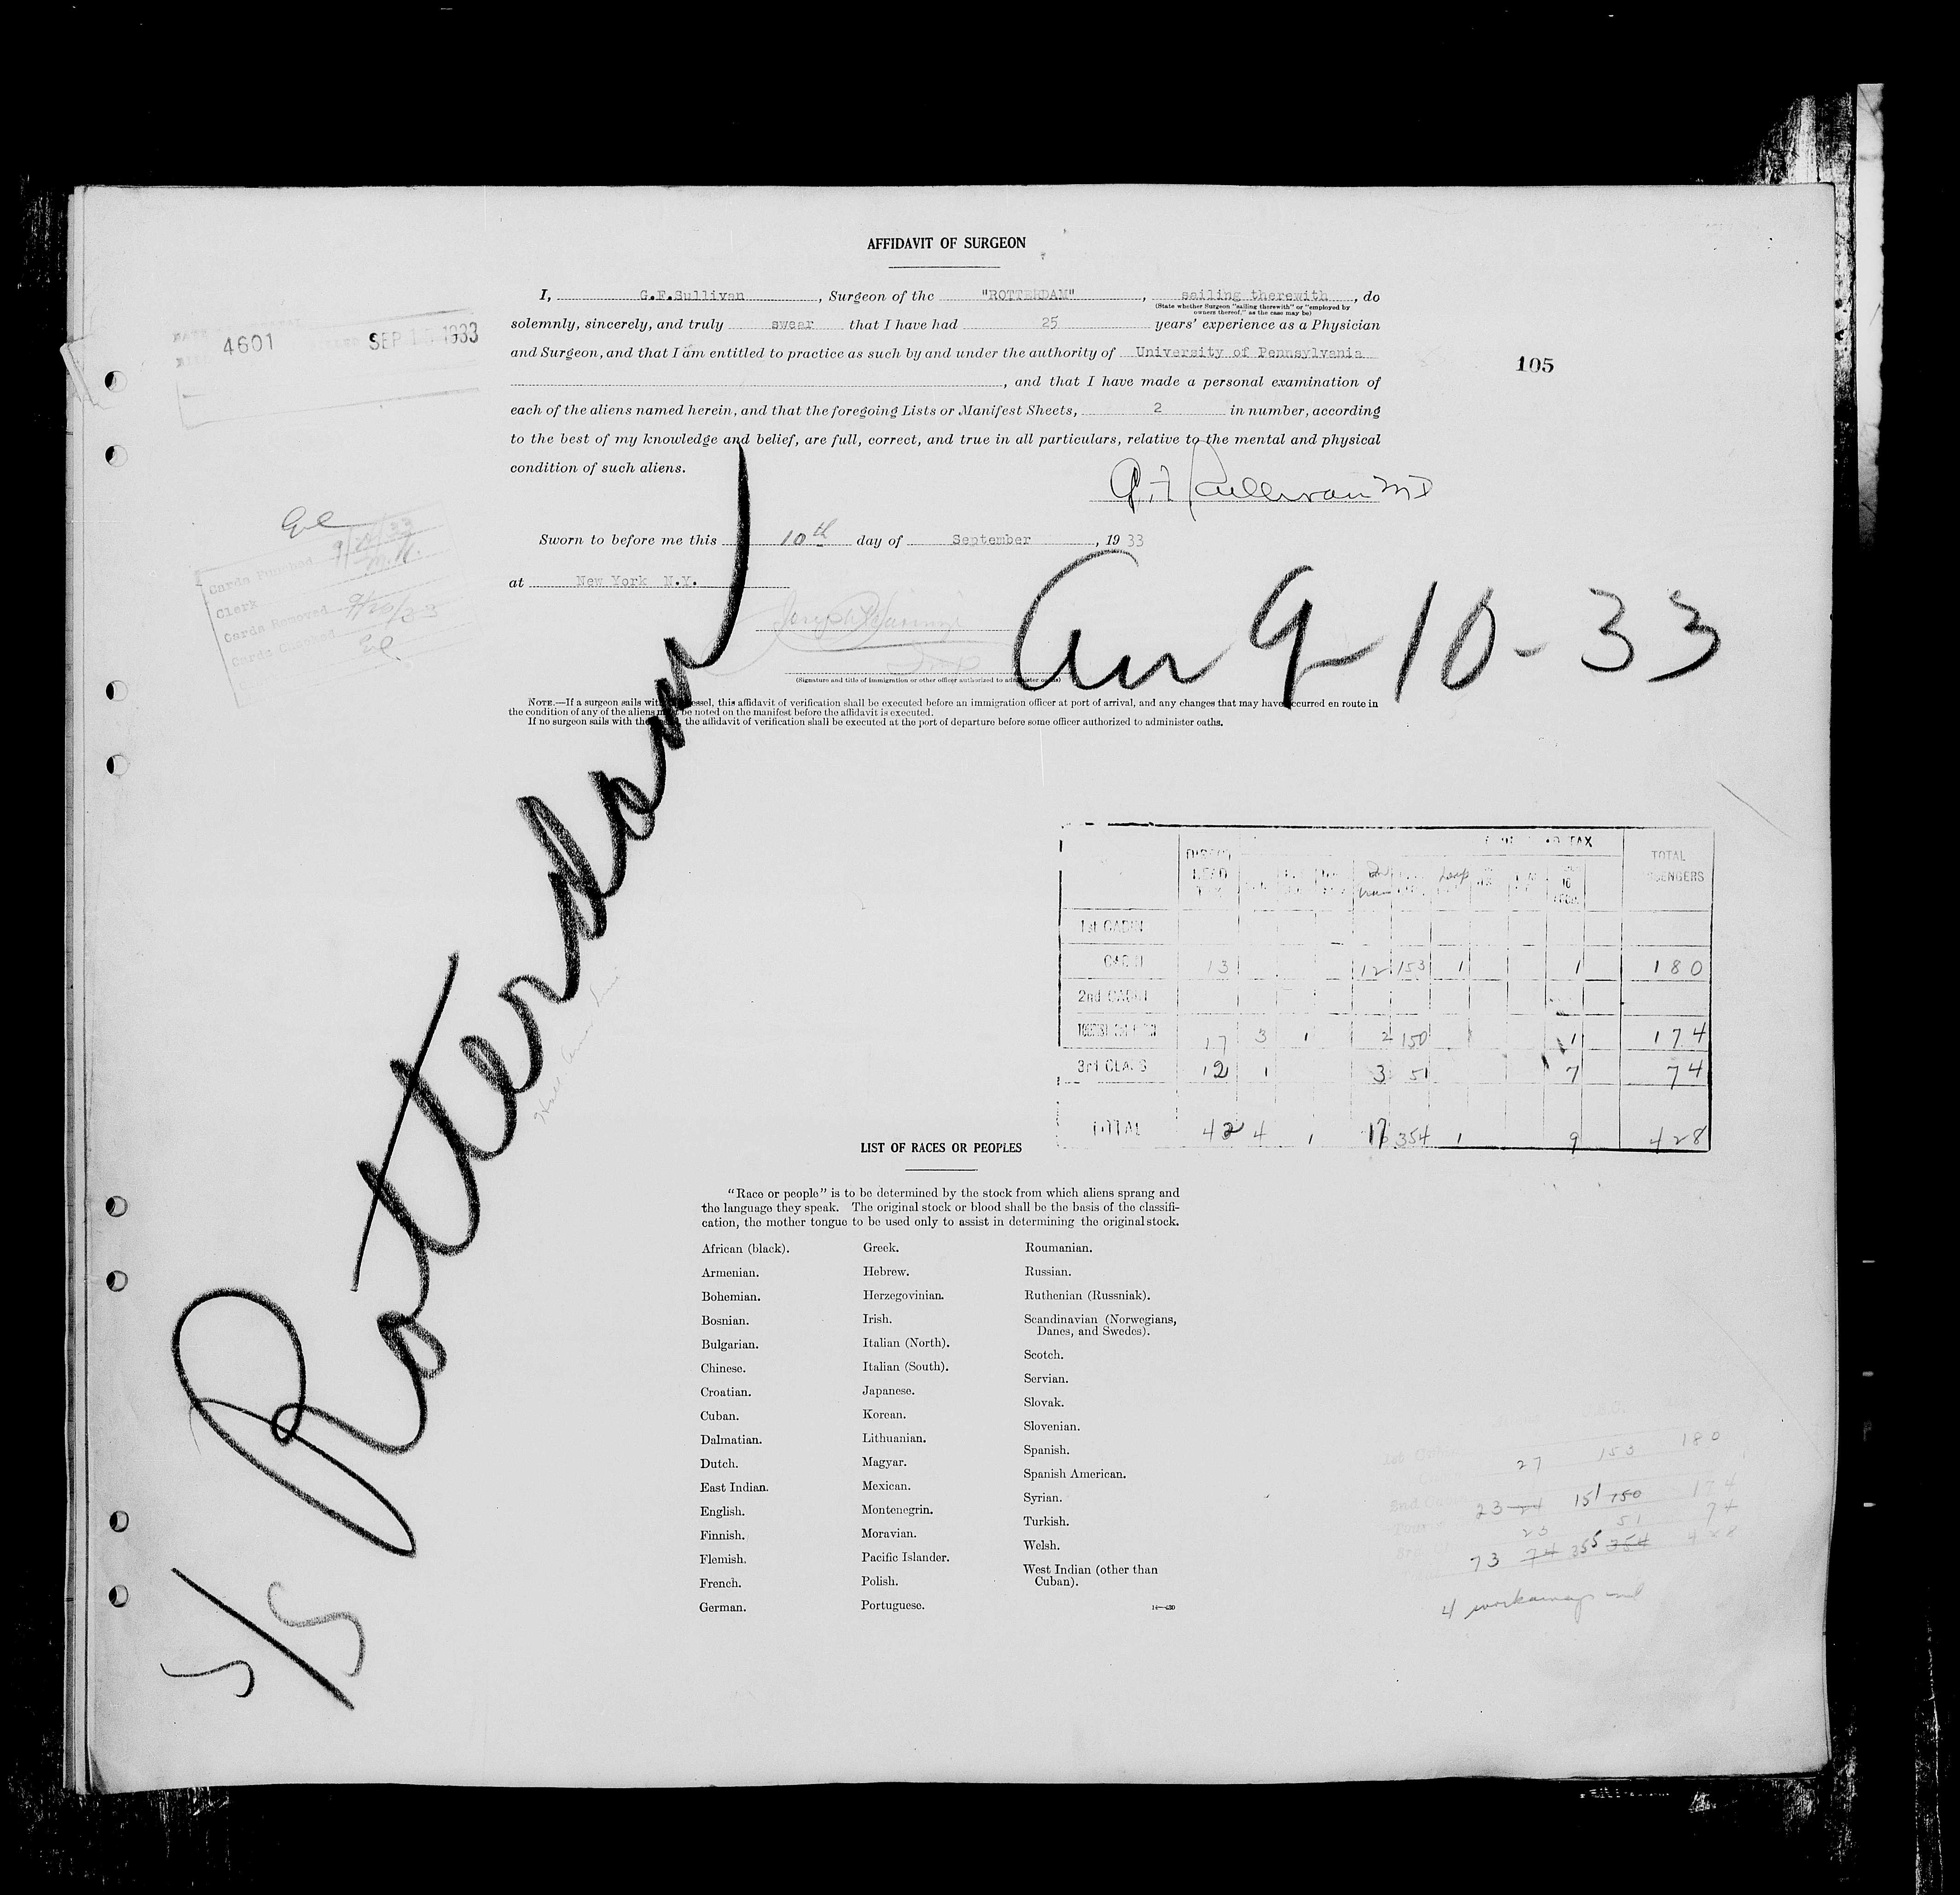 AFFIDAVIT OF SURGEON
I, G.F.Sullivan, Surgeon of the "ROTTERDAM", sailing therewith, do
(State whether Surgeon "sailing therewith" or "employed by
owners thereof," as the case may be)
solemnly, sincerely, and truly swear that I have had 25 years' experience as a Physician
and Surgeon, and that I am entitled to practice as such by and under the authority of University of Pennsylvania
, and that I have made a personal examination of
each of the aliens named herein, and that the foregoing Lists or Manifest Sheets, 2 in number, according
to the best of my knowledge and belief, are full, correct, and true in all particulars, relative to the mental and physical
condition of such aliens.
G.F. Sullivan MD
Sworn to before me this 10th day of September, 1933
at New York N.Y.
Insp
(Signature and title of immigration or other officer authorized to administer oaths)
NOTE.—If a surgeon sails with vessel, this affidavit of verification shall be executed before an immigration officer at port of arrival, and any changes that may have occurred en route in
the condition of any of the aliens must be noted on the manifest before the affidavit is executed.
If no surgeon sails with the the affidavit of verification shall be executed at the port of departure before some officer authorized to administer oaths.
4601 SEP 1933
105
Cards Punched
Clerk
Cards Removed 9/20/33
Cards
Arr 9-10-33
S/S Rotterdam
HEAD TAX
TOTAL PASSENGERS
1st CABIN
CABIN 13 12 153 1 1 180
2nd CABIN
17 3 1 2 150 1 174
3rd CLASS 12 1 3 51 7 74
TOTAL 42 4 1 17 354 1 9 428
LIST OF RACES OR PEOPLES
"Race or people" is to be determined by the stock from which aliens sprang and
the language they speak. The original stock or blood shall be the basis of the classifi-
cation, the mother tongue to be used only to assist in determining the original stock.
African (black).
Armenian.
Bohemian.
Bosnian.
Bulgarian.
Chinese.
Croatian.
Cuban.
Dalmatian.
Dutch.
East Indian.
English.
Finnish.
Flemish.
French.
German.
Greek.
Hebrew.
Herzegovinian.
Irish.
Italian (North).
Italian (South).
Japanese.
Korean.
Lithuanian.
Magyar.
Mexican.
Montenegrin.
Moravian.
Pacific Islander.
Polish.
Portuguese.
Roumanian.
Russian.
Ruthenian (Russniak).
Scandinavian (Norwegians,
Danes, and Swedes).
Scotch.
Servian.
Slovak.
Slovenian.
Spanish.
Spanish American.
Syrian.
Turkish.
Welsh.
West Indian (other than
Cuban).
14—430
27 153 180
23 24 151 150 174
23 51 74
73 74 355 354 428
4